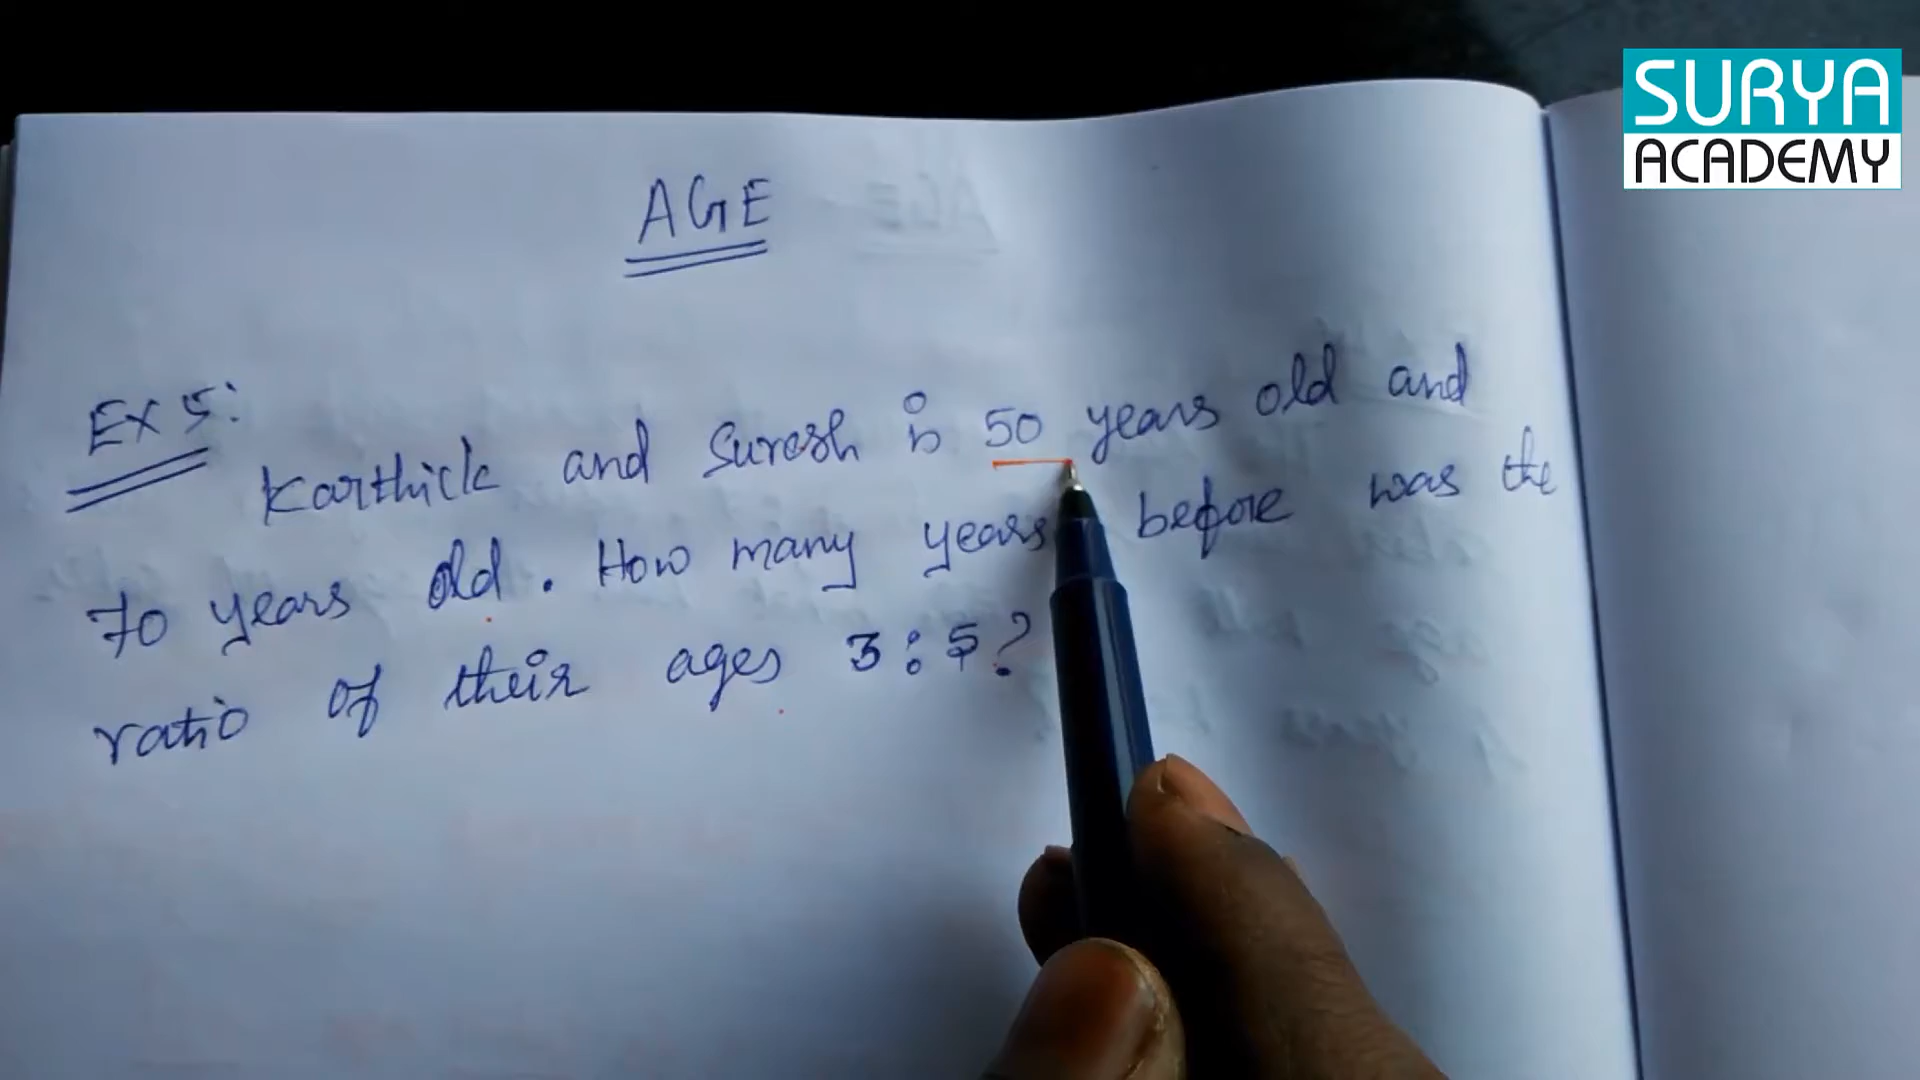 SURYA
ACADEMY
AGE
EX 5:
Karthick and Suresh is 50 years old and
70 years old. How many years before was the
ratio of their ages 3:5?